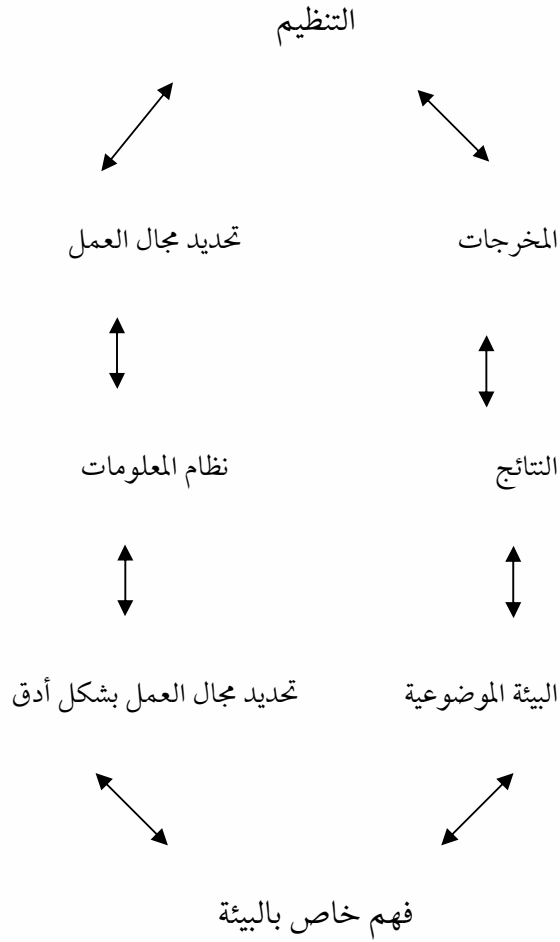 التنظيم
المخرجات
تحديد مجال العمل
النتائج
نظام المعلومات
البيئة الموضوعية
تحديد مجال العمل بشكل أدق
فهم خاص بالبيئة